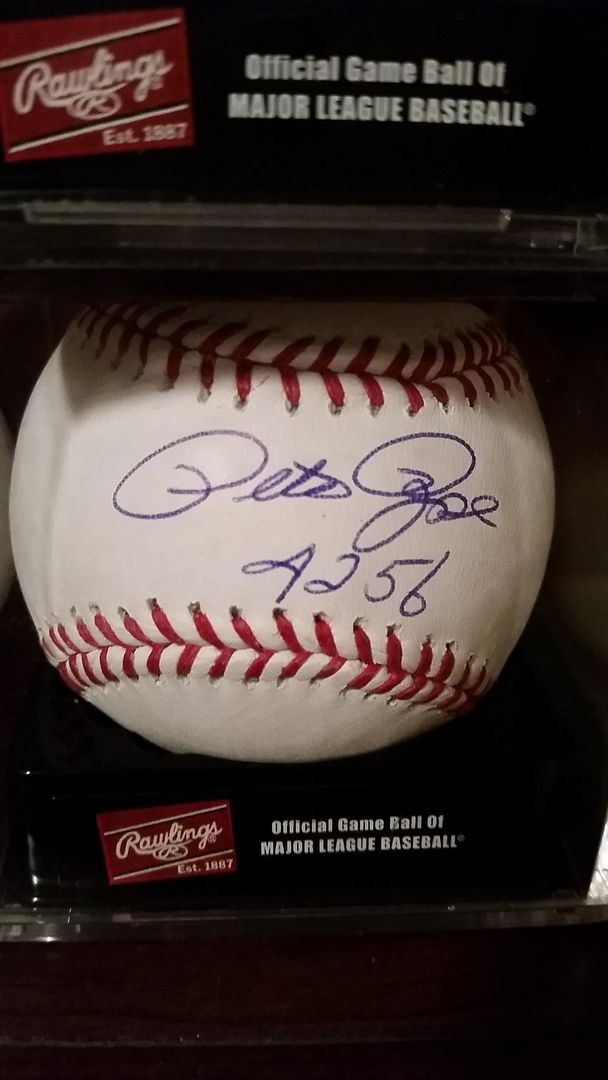 Rawlings®
R
Est. 1887
Official Game Ball Of
MAJOR LEAGUE BASEBALL®
Pete Rose
4256
Rawlings®
R
Est. 1887
Official Game Ball Of
MAJOR LEAGUE BASEBALL®